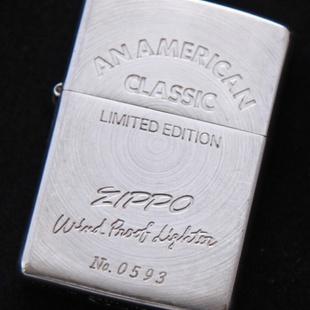 AN AMERICAN
CLASSIC
LIMITED EDITION
ZIPPO
Wind Proof Lighter
No. 0593